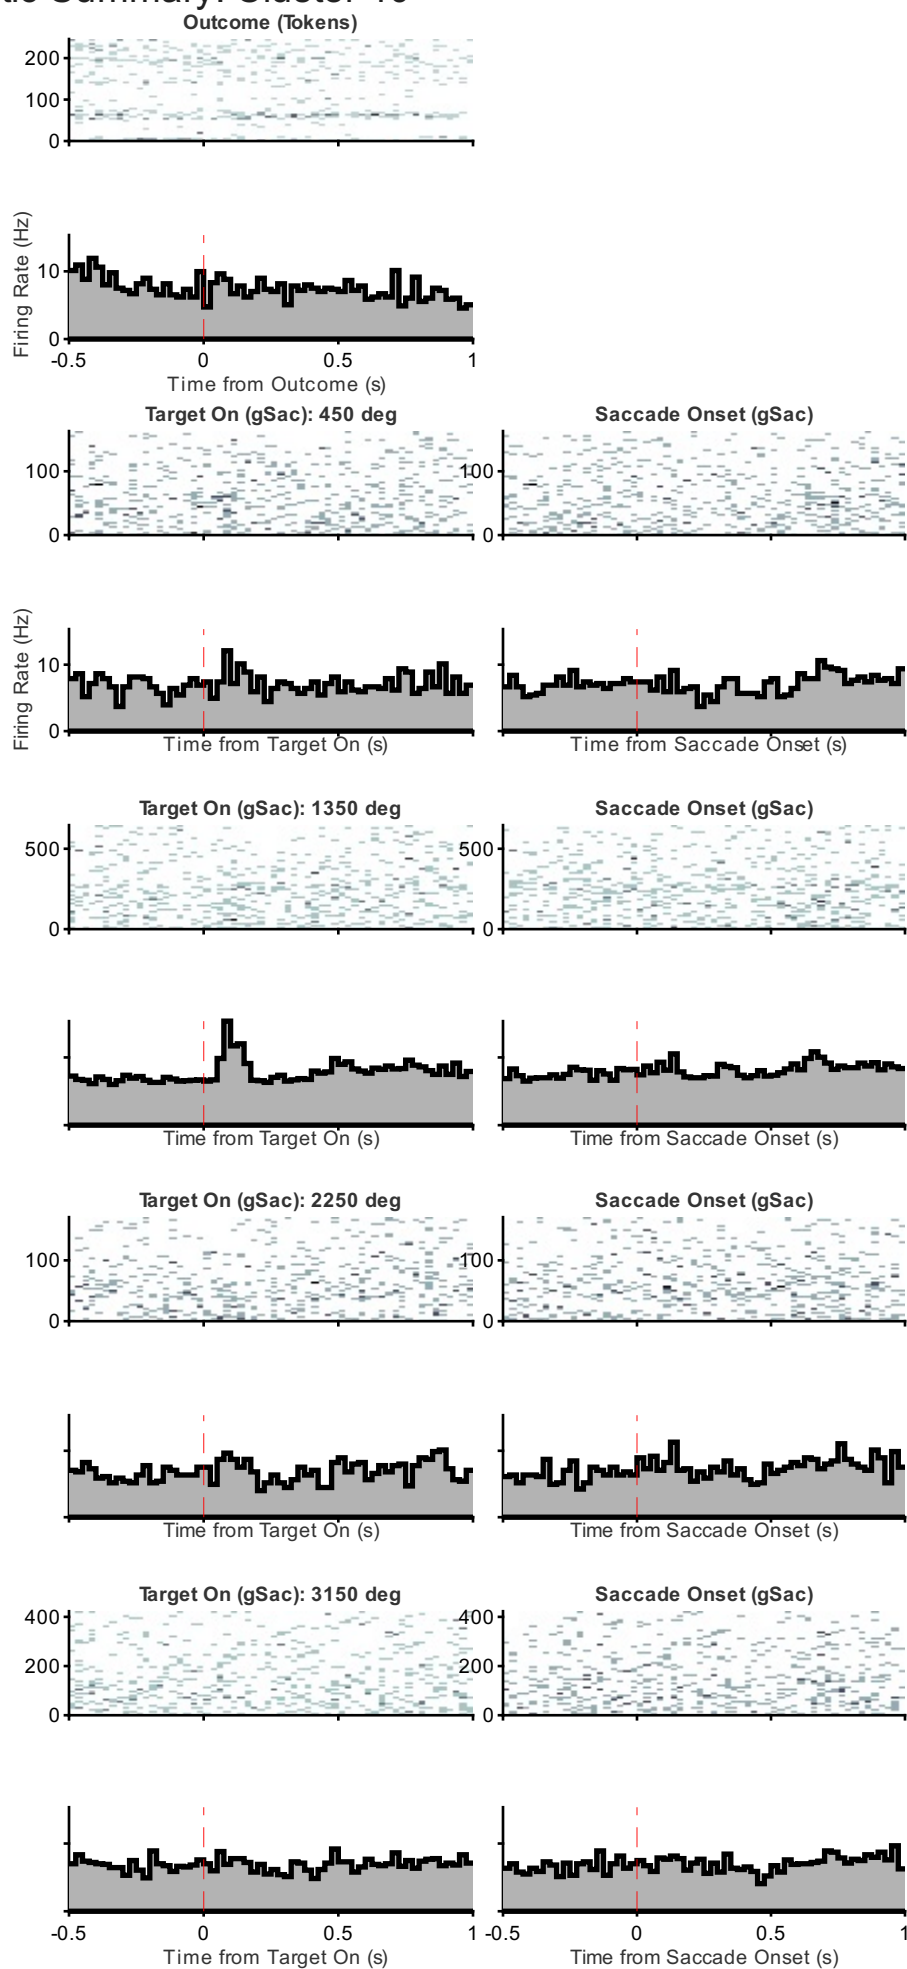 Summary: Cluster
Outcome (Tokens)
200
100
0
Firing Rate (Hz)
10
0
-0.5 0 0.5 1
Time from Outcome (s)
Target On (gSac): 450 deg Saccade Onset (gSac)
100 100
0 0
Firing Rate (Hz)
10
0
Time from Target On (s) Time from Saccade Onset (s)
Target On (gSac): 1350 deg Saccade Onset (gSac)
500 500
0 0
Time from Target On (s) Time from Saccade Onset (s)
Target On (gSac): 2250 deg Saccade Onset (gSac)
100 100
0 0
Time from Target On (s) Time from Saccade Onset (s)
Target On (gSac): 3150 deg Saccade Onset (gSac)
400 400
200 200
0 0
-0.5 0 0.5 1 -0.5 0 0.5 1
Time from Target On (s) Time from Saccade Onset (s)